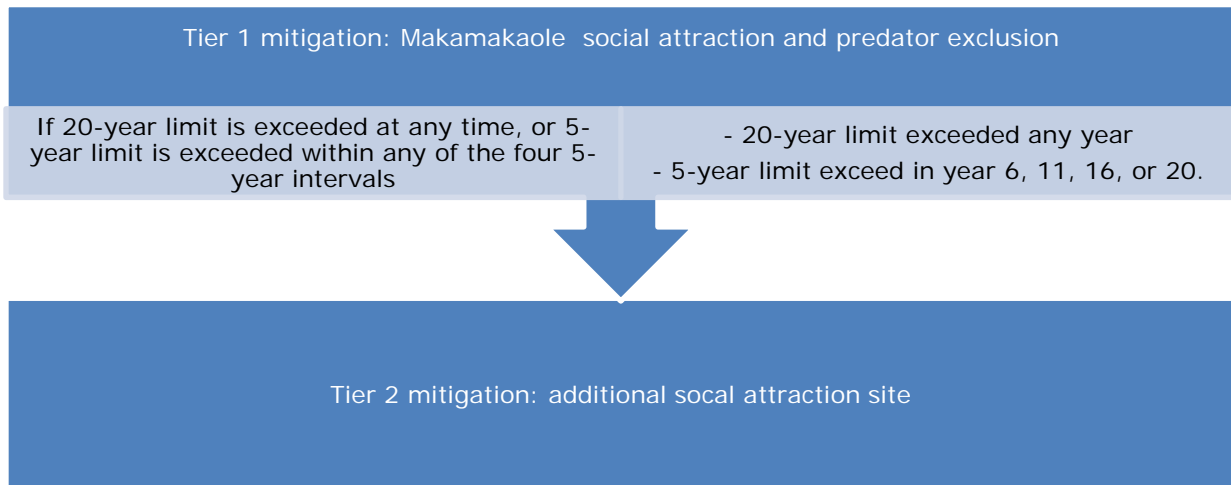 Tier 1 mitigation: Makamakaole social attraction and predator exclusion
If 20-year limit is exceeded at any time, or 5-
year limit is exceeded within any of the four 5-
year intervals
- 20-year limit exceeded any year
- 5-year limit exceed in year 6, 11, 16, or 20.
Tier 2 mitigation: additional socal attraction site